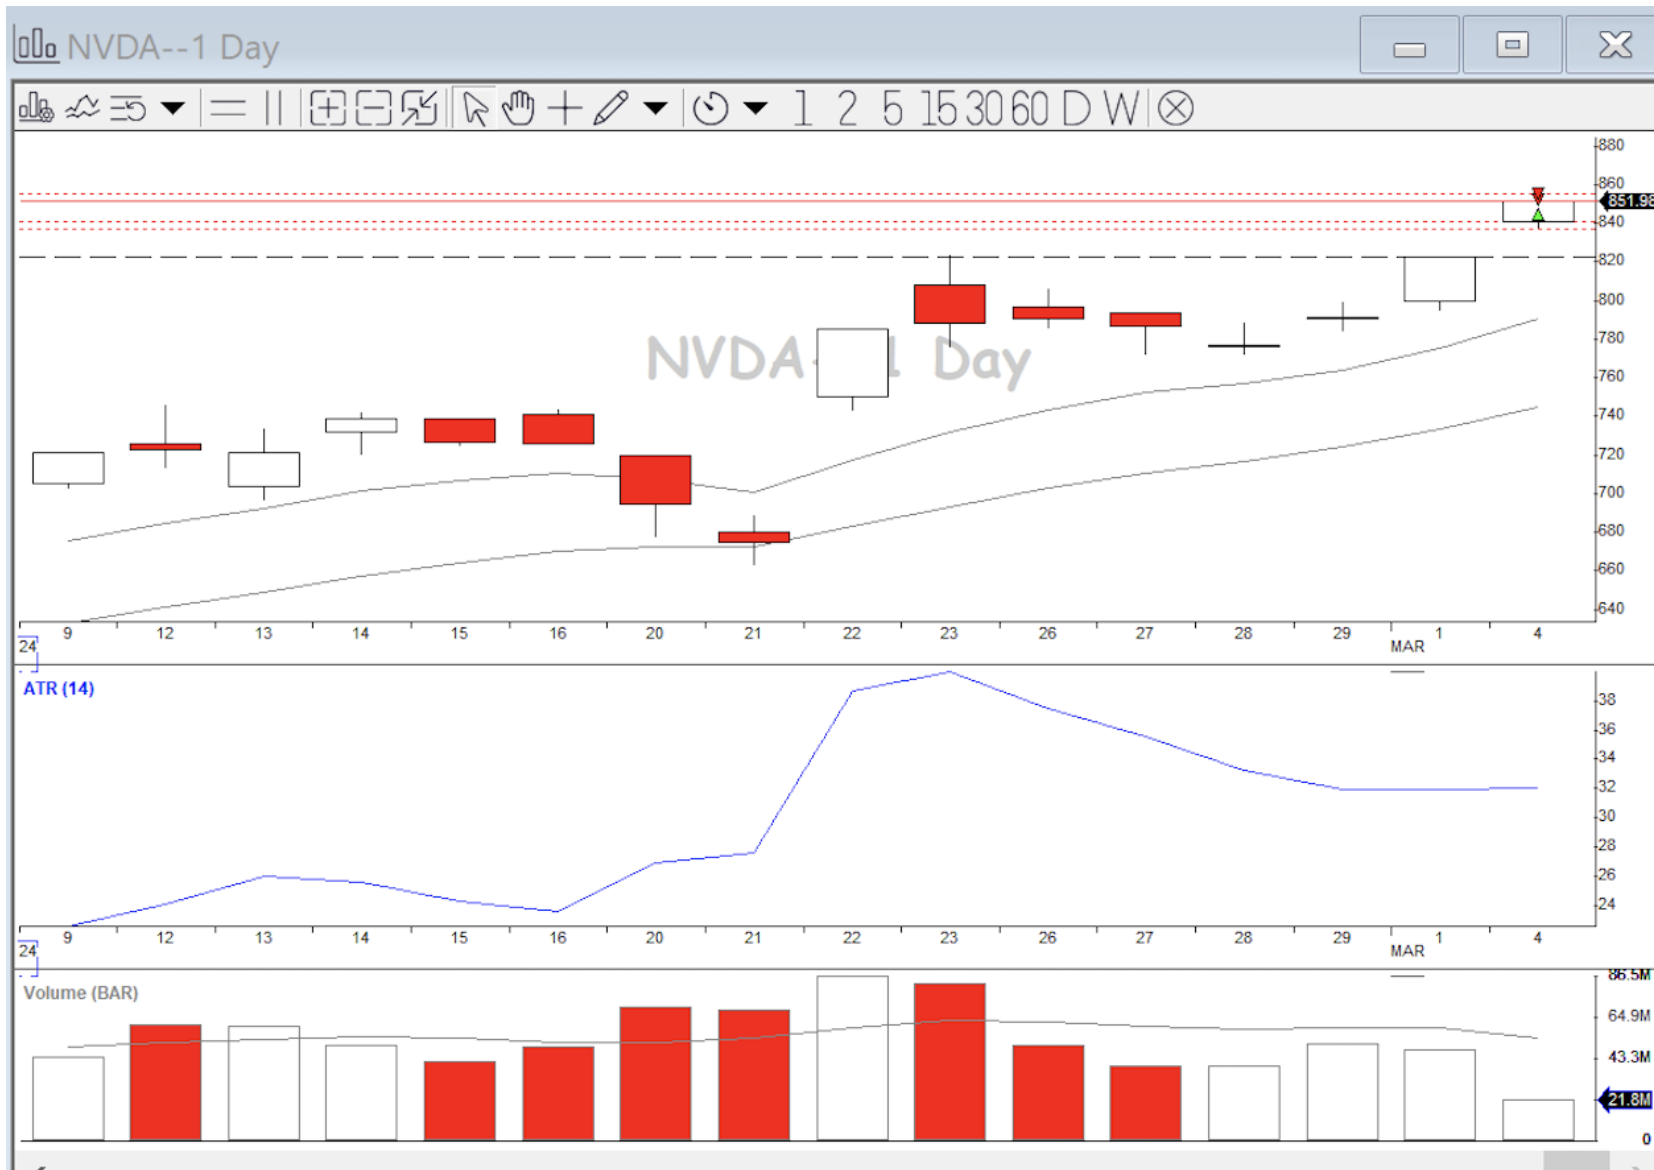 NVDA--1 Day
1 2 5 15 30 60 D W
880
860
851.98
840
820
800
780
NVDA--1 Day
760
740
720
700
680
660
640
9 12 13 14 15 16 20 21 22 23 26 27 28 29 1 4
24 MAR
ATR (14)
38
36
34
32
30
28
26
24
9 12 13 14 15 16 20 21 22 23 26 27 28 29 1 4
24 MAR
86.5M
Volume (BAR)
64.9M
43.3M
21.8M
0